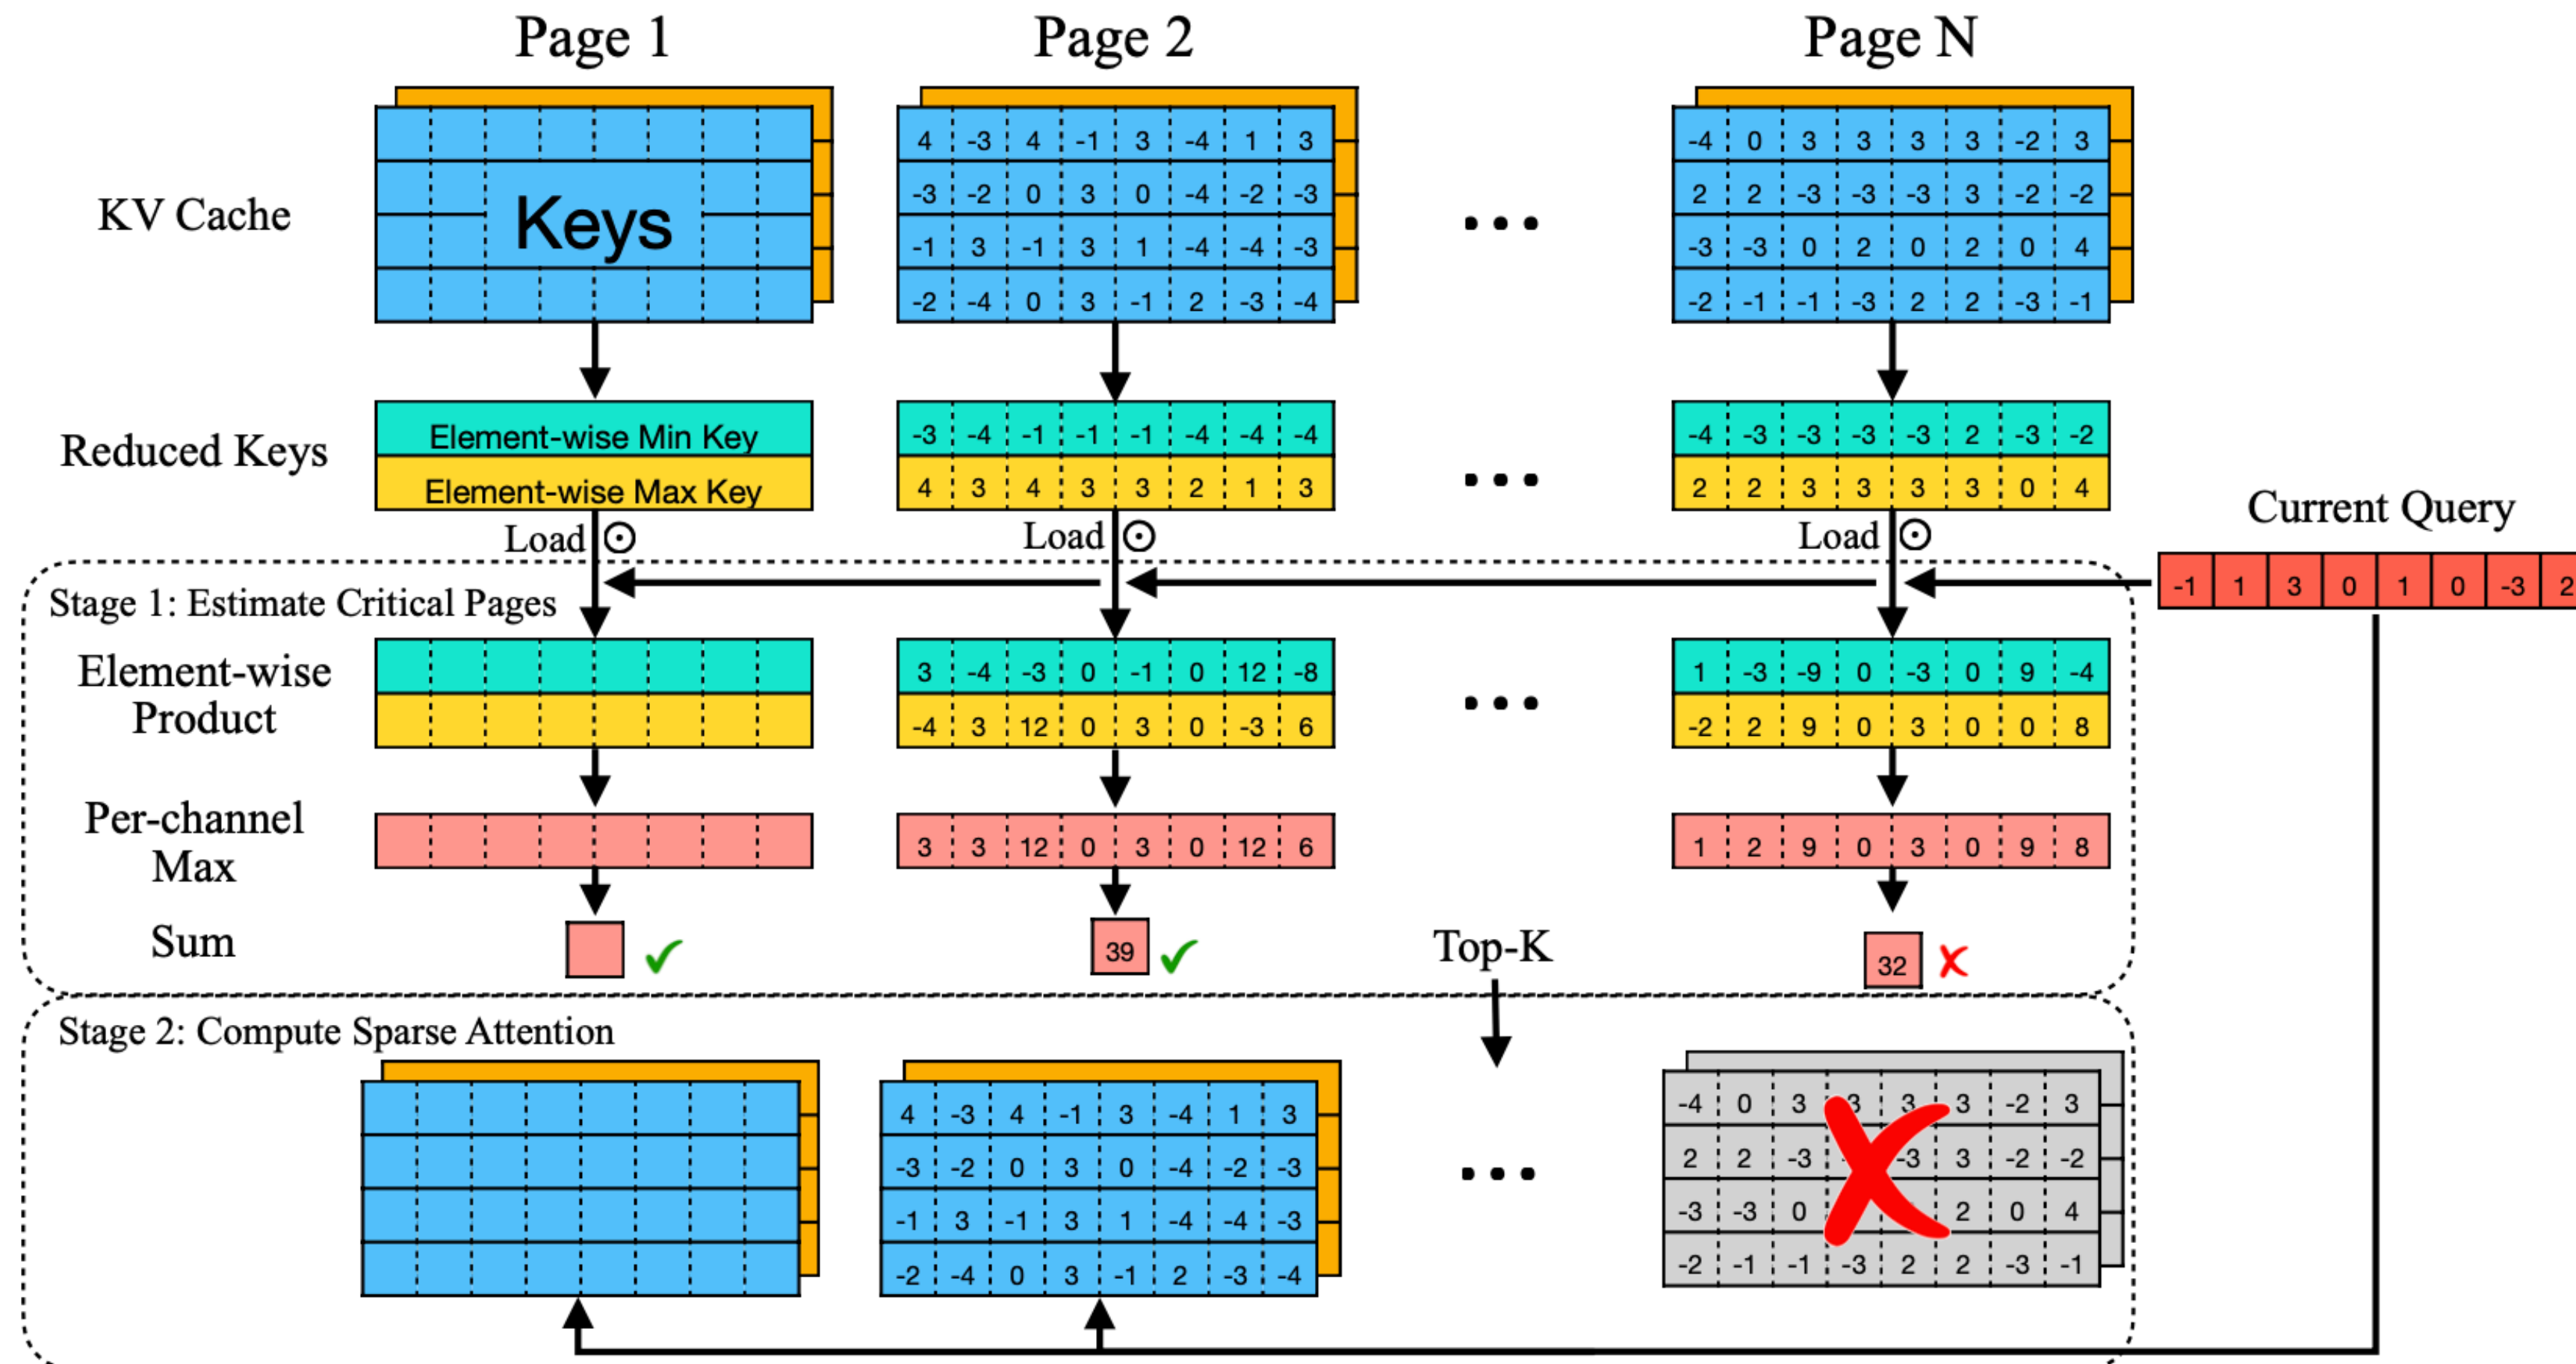 Page 1 Page 2 Page N
KV Cache
Keys
4 -3 4 -1 3 -4 1 3
-3 -2 0 3 0 -4 -2 -3
-1 3 -1 3 1 -4 -4 -3
-2 -4 0 3 -1 2 -3 -4
...
-4 0 3 3 3 3 -2 3
2 2 -3 -3 -3 3 -2 -2
-3 -3 0 2 0 2 0 4
-2 -1 -1 -3 2 2 -3 -1
Reduced Keys
Element-wise Min Key
Element-wise Max Key
-3 -4 -1 -1 -1 -4 -4 -4
4 3 4 3 3 2 1 3
...
-4 -3 -3 -3 -3 2 -3 -2
2 2 3 3 3 3 0 4
Load ⊙ Load ⊙ Load ⊙
Current Query
-1 1 3 0 1 0 -3 2
Stage 1: Estimate Critical Pages
Element-wise
Product
3 -4 -3 0 -1 0 12 -8
-4 3 12 0 3 0 -3 6
...
1 -3 -9 0 -3 0 9 -4
-2 2 9 0 3 0 0 8
Per-channel
Max
3 3 12 0 3 0 12 6
1 2 9 0 3 0 9 8
Sum
39
Top-K
32
Stage 2: Compute Sparse Attention
4 -3 4 -1 3 -4 1 3
-3 -2 0 3 0 -4 -2 -3
-1 3 -1 3 1 -4 -4 -3
-2 -4 0 3 -1 2 -3 -4
...
-4 0 3 3 3 3 -2 3
2 2 -3 -3 3 -2 -2
-3 -3 0 2 0 4
-2 -1 -1 -3 2 2 -3 -1